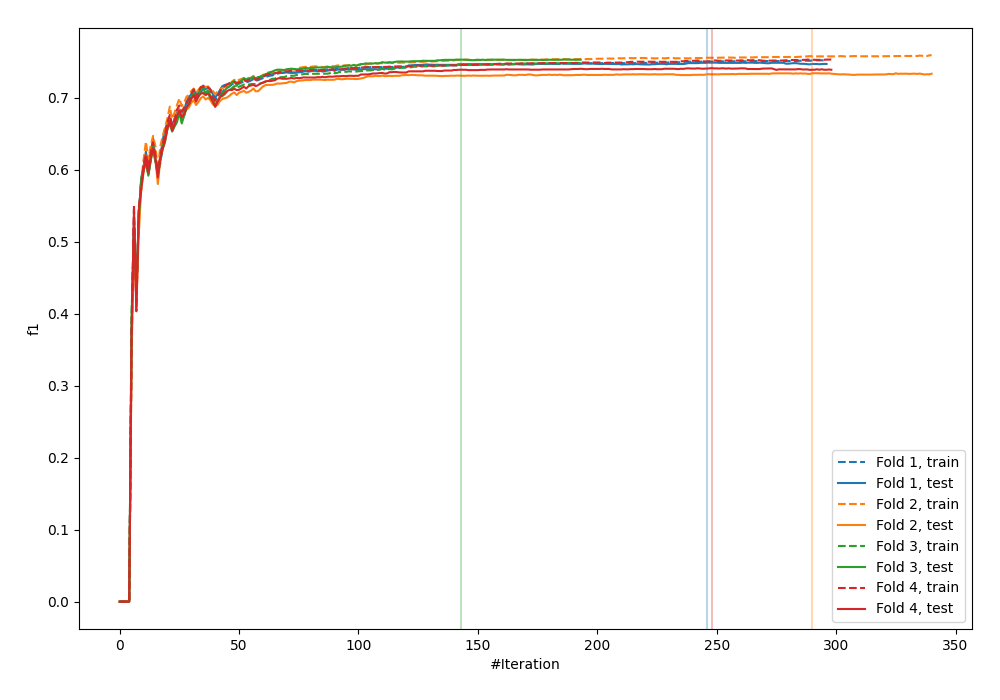 0.7
0.6
0.5
0.4
0.3
0.2
0.1
0.0
f1
0 50 100 150 200 250 300 350
#Iteration
Fold 1, train
Fold 1, test
Fold 2, train
Fold 2, test
Fold 3, train
Fold 3, test
Fold 4, train
Fold 4, test